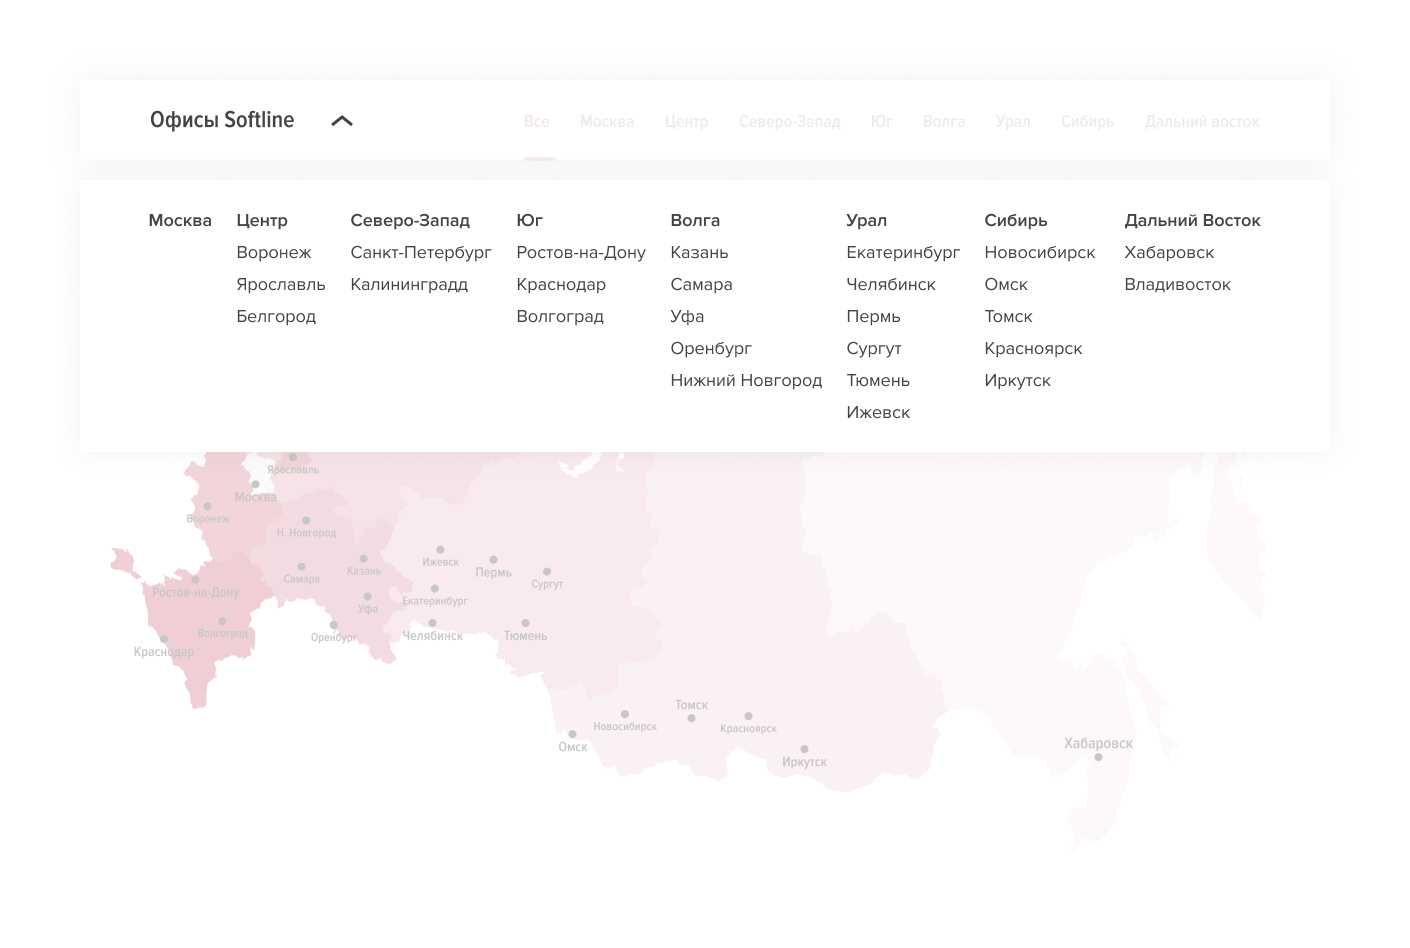 Офисы Softline
Все Москва Центр Северо-Запад Юг Волга Урал Сибирь Дальний восток
Москва
Центр
Воронеж
Ярославль
Белгород
Северо-Запад
Санкт-Петербург
Калининградд
Юг
Ростов-на-Дону
Краснодар
Волгоград
Волга
Казань
Самара
Уфа
Оренбург
Нижний Новгород
Урал
Екатеринбург
Челябинск
Пермь
Сургут
Тюмень
Ижевск
Сибирь
Новосибирск
Омск
Томск
Красноярск
Иркутск
Дальний Восток
Хабаровск
Владивосток
Ярославль
Москва
Воронеж
Н. Новгород
Ижевск
Пермь
Казань
Самара
Сургут
Ростов-на-Дону
Екатеринбург
Уфа
Волгоград
Оренбург
Челябинск
Тюмень
Краснодар
Томск
Новосибирск
Красноярск
Омск
Хабаровск
Иркутск